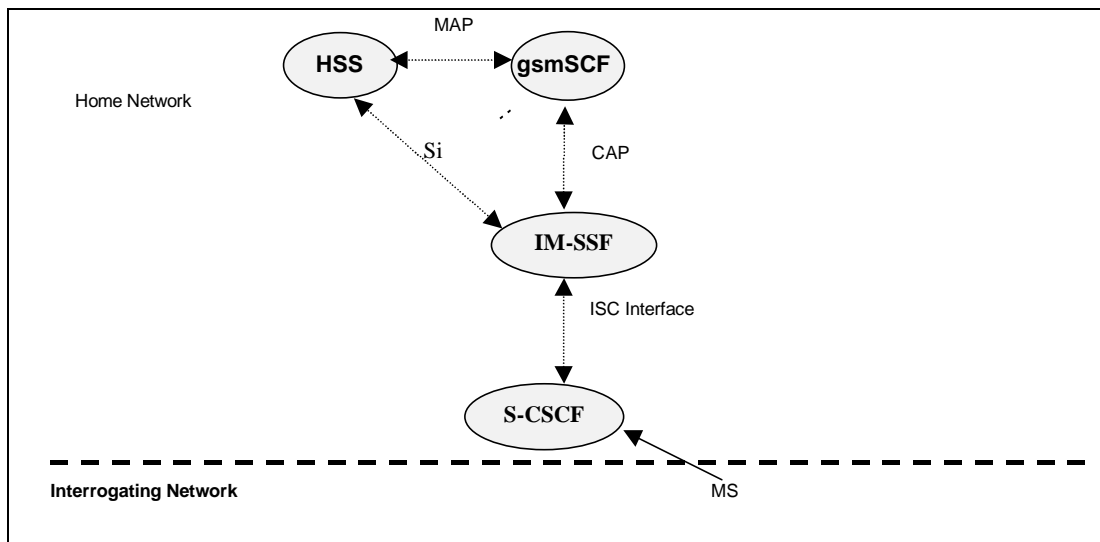 MAP
HSS
gsmSCF
Home Network
Si
CAP
IM-SSF
ISC Interface
S-CSCF
Interrogating Network
MS